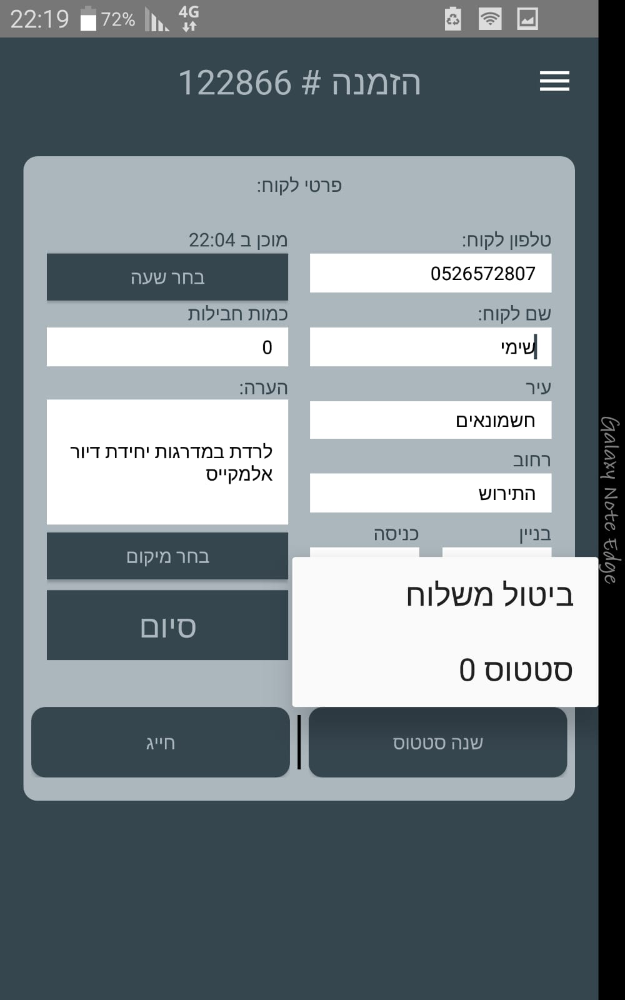 22:19 72% 4G
הזמנה # 122866
פרטי לקוח:
טלפון לקוח:
0526572807
שם לקוח:
שימי
עיר
חשמונאים
רחוב
התירוש
בניין
כניסה
מוכן ב 22:04
בחר שעה
כמות חבילות
0
הערה:
לרדת במדרגות יחידת דיור
אלמקייס
בחר מיקום
סיום
ביטול משלוח
סטטוס 0
שנה סטטוס
חייג
Galaxy Note Edge